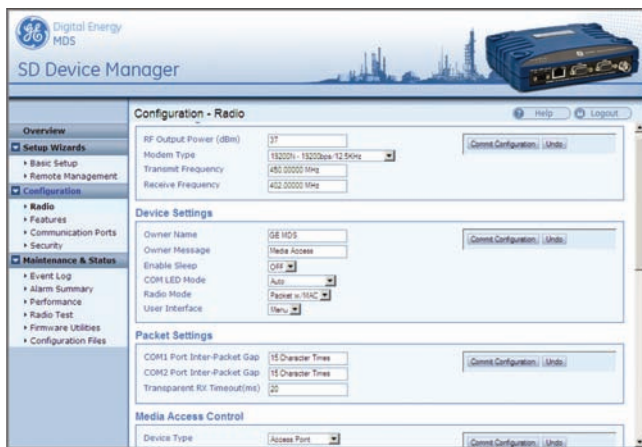 GE
Digital Energy
MDS
SD Device Manager
Configuration - Radio
Help
Logout
Overview
Setup Wizards
Basic Setup
Remote Management
Configuration
Radio
Features
Communication Ports
Security
Maintenance & Status
Event Log
Alarm Summary
Performance
Radio Test
Firmware Utilities
Configuration Files
RF Output Power (dBm) 37
Modem Type 19200N - 19200bps/12.5KHz
Transmit Frequency 450.00000 MHz
Receive Frequency 402.00000 MHz
Commit Configuration Undo
Device Settings
Owner Name GE MDS
Owner Message Media Access
Enable Sleep OFF
COM LED Mode Auto
Radio Mode Packet w/MAC
User Interface Menu
Commit Configuration Undo
Packet Settings
COM1 Port Inter-Packet Gap 15 Character Times
COM2 Port Inter-Packet Gap 15 Character Times
Transparent RX Timeout(ms) 20
Commit Configuration Undo
Media Access Control
Device Type Access Point
Commit Configuration Undo